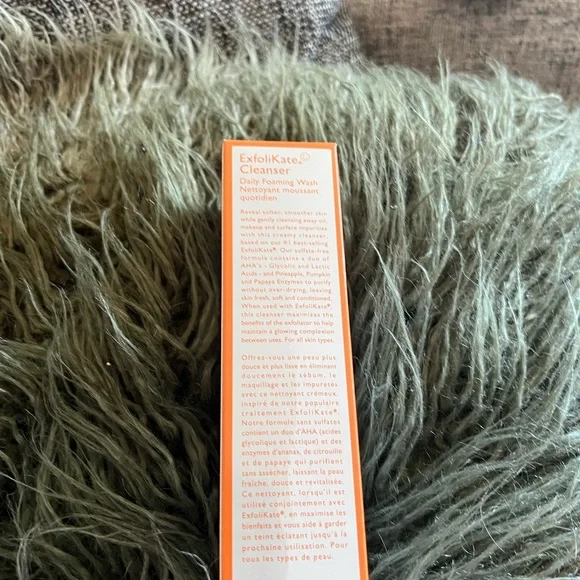 ExfoliKate®
Cleanser
Daily Foaming Wash
Nettoyant moussant
quotidien
Reveal softer, smoother skin
while gently cleansing away oil,
makeup and surface impurities
with this creamy cleanser,
based on our #1 best-selling
ExfoliKate®. Our sulfate-free
formula contains a duo of
AHA's - Glycolic and Lactic
Acids - and Pineapple, Pumpkin
and Papaya Enzymes to purify
without over-drying, leaving
skin fresh, soft and conditioned.
When used with ExfoliKate®,
this cleanser maximizes the
benefits of the exfoliator to help
maintain a glowing complexion
between uses. For all skin types.
Offrez-vous une peau plus
douce et plus lisse en éliminant
doucement le sébum, le
maquillage et les impuretés
avec ce nettoyant crémeux,
inspiré de notre populaire
traitement ExfoliKate®.
Notre formule sans sulfates
contient un duo d'AHA (acides
glycolique et lactique) et des
enzymes d'ananas, de citrouille
et de papaye qui purifient
sans assécher, laissant la peau
fraîche, douce et revitalisée.
Ce nettoyant, lorsqu'il est
utilisé conjointement avec
ExfoliKate®, en maximise les
bienfaits et vous aide à garder
un teint éclatant jusqu'à la
prochaine utilisation. Pour
tous les types de peau.